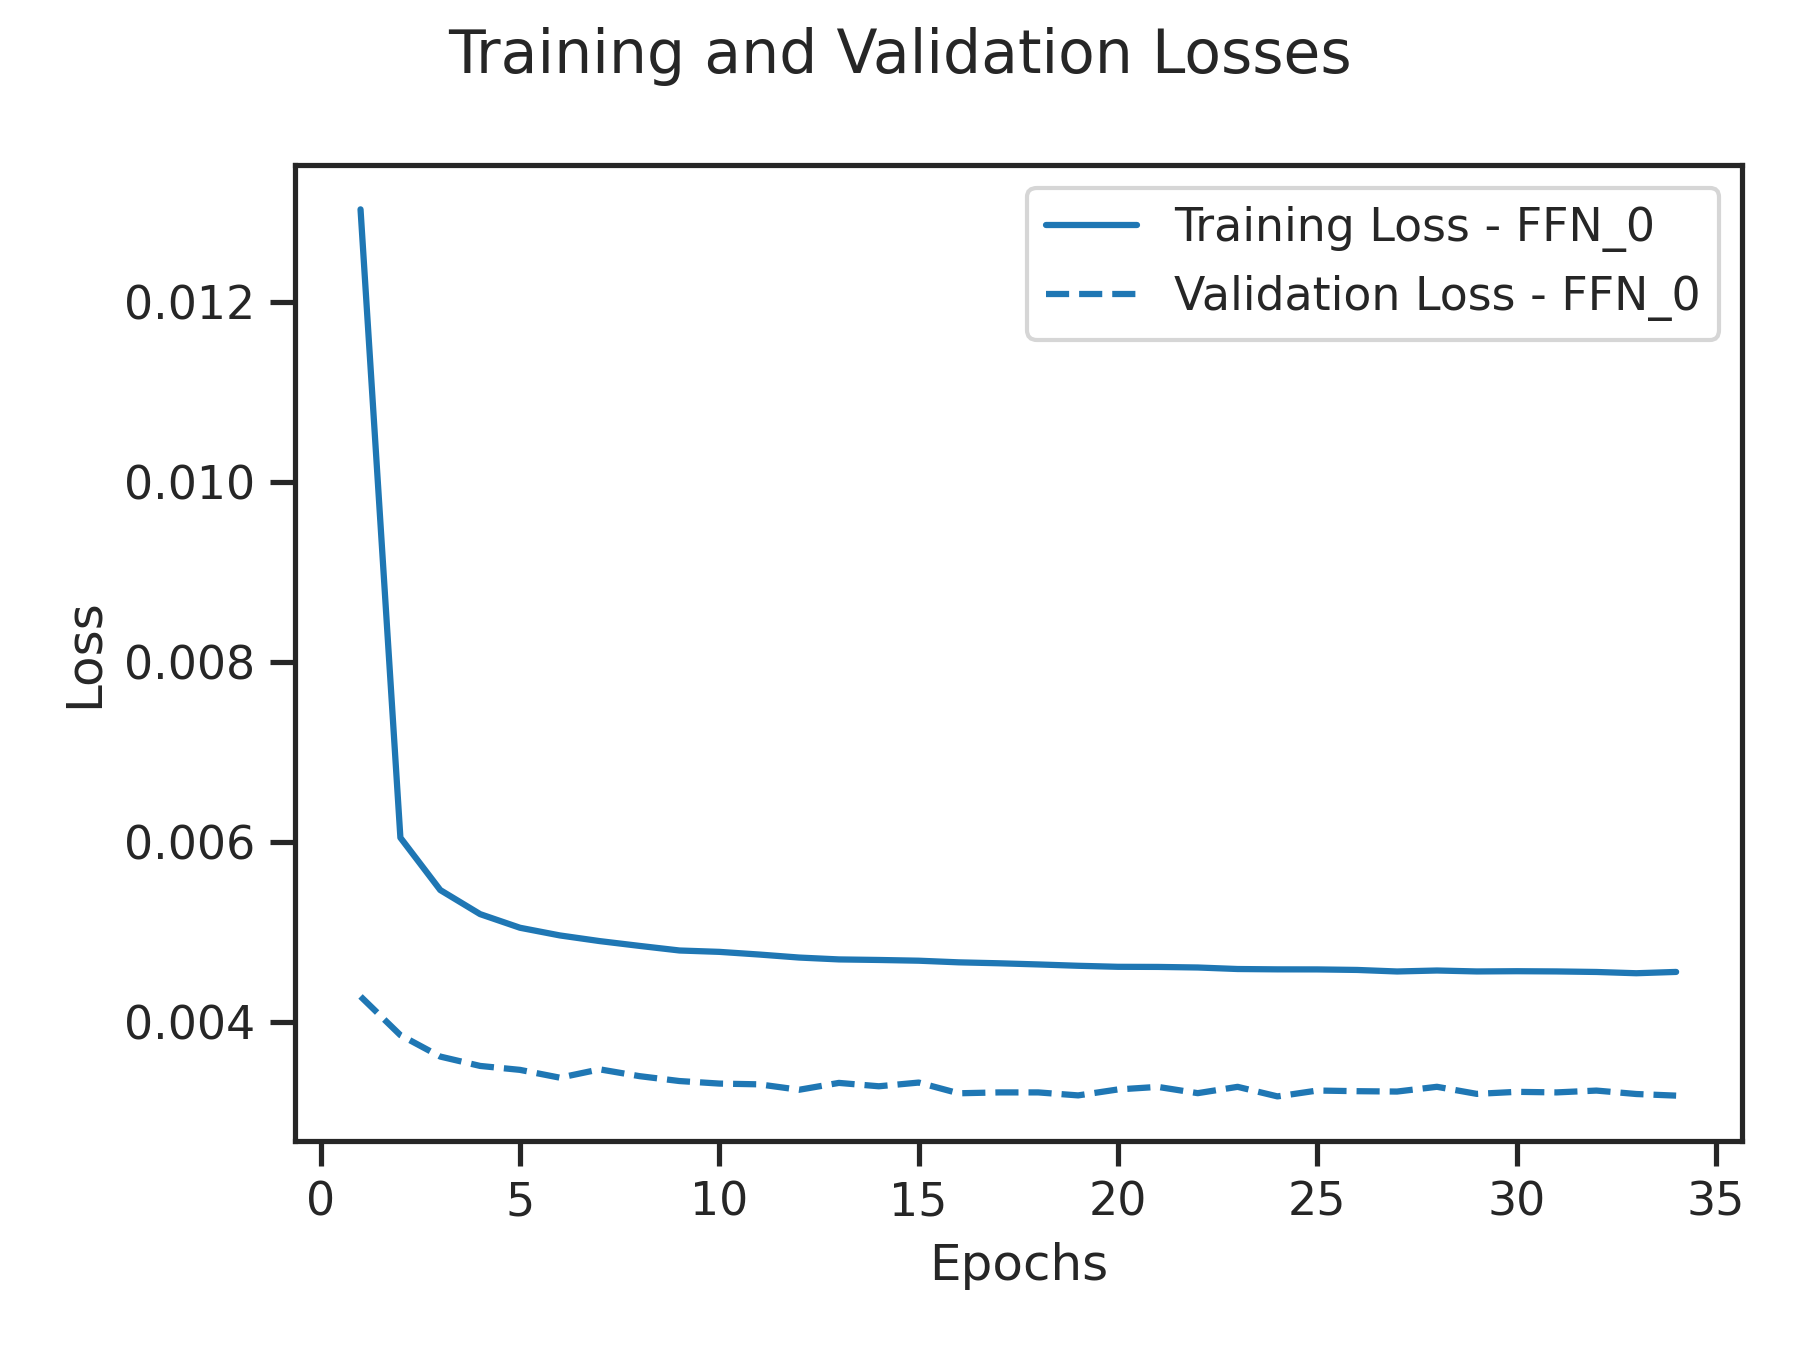 Training and Validation Losses
Training Loss - FFN_0
Validation Loss - FFN_0
0.012
0.010
0.008
0.006
0.004
Loss
0 5 10 15 20 25 30 35
Epochs